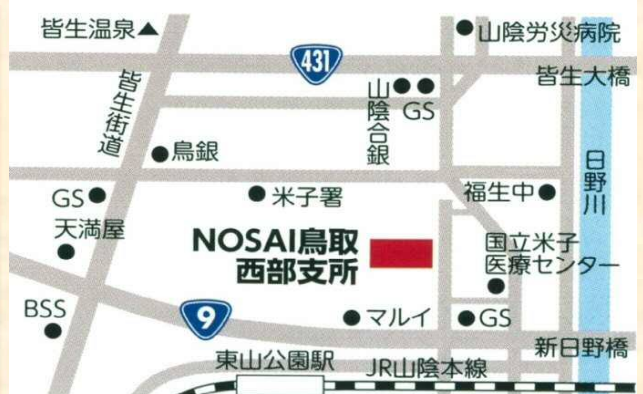 皆生温泉▲
山陰労災病院
431
皆生大橋
皆生街道
山陰合銀
GS
鳥銀
日野川
GS
米子署
福生中
天満屋
NOSAI鳥取
西部支所
国立米子
医療センター
BSS
9
マルイ
GS
新日野橋
東山公園駅
JR山陰本線